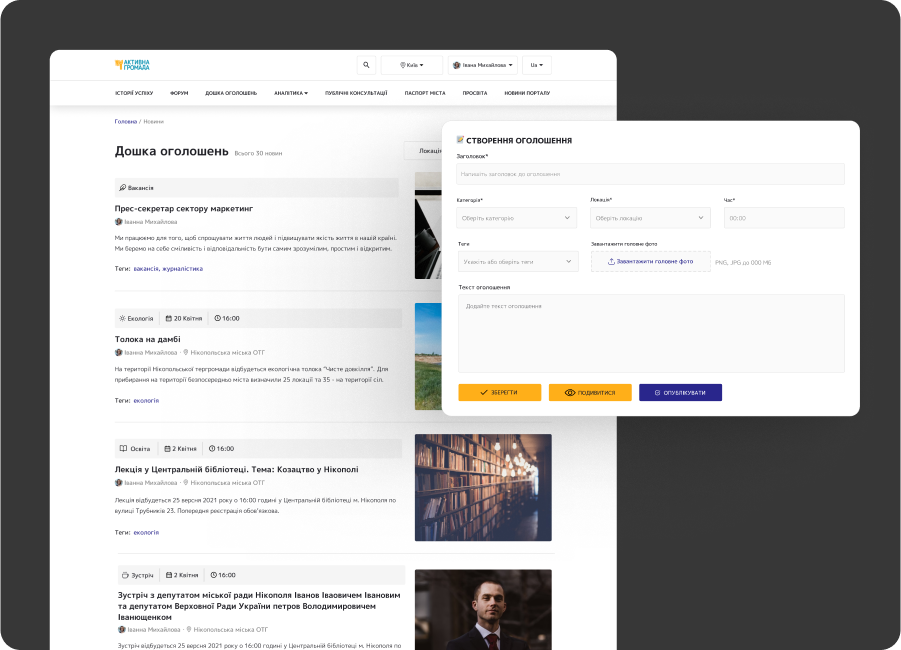 АКТИВНА
ГРОМАДА
Київ
Івана Михайлова
Ua
ІСТОРІЇ УСПІХУ ФОРУМ ДОШКА ОГОЛОШЕНЬ АНАЛІТИКА ПУБЛІЧНІ КОНСУЛЬТАЦІЇ ПАСПОРТ МІСТА ПРОСВІТА НОВИНИ ПОРТАЛУ
Головна / Новини
Дошка оголошень Всього 30 новин
Локація
Вакансія
Прес-секретар сектору маркетинг
Іванна Михайлова
Ми працюємо для того, щоб спрощувати життя людей і підвищувати якість життя в нашій країні.
Ми беремо на себе сміливість і відповідальність бути самим зрозумілим, простим і відкритим.
Теги: вакансія, журналістика
Екологія 20 Квітня 16:00
Толока на дамбі
Іванна Михайлова · Нікопольська міська ОТГ
На території Нікопольської тергромади відбудеться екологічна толока "Чисте довкілля". Для
прибирання на території безпосередньо міста визначили 25 локації та 35 - на території сіл.
Теги: екологія
Освіта 2 Квітня 16:00
Лекція у Центральній бібліотеці. Тема: Козацтво у Нікополі
Іванна Михайлова · Нікопольська міська ОТГ
Лекція відбудеться 25 вересня 2021 року о 16:00 годині у Центральній бібліотеці м. Нікополя по
вулиці Трубників 23. Попередня реєстрація обов'язкова.
Теги: екологія
Зустріч 2 Квітня 16:00
Зустріч з депутатом міської ради Нікополя Іванов Іваовичем Івановим
та депутатом Верховної Ради України петров Володимировичем
Іванющенком
Іванна Михайлова · Нікопольська міська ОТГ
Зустріч відбудеться 25 вересня 2021 року о 16:00 годині у Центральній бібліотеці м. Нікополя по
СТВОРЕННЯ ОГОЛОШЕННЯ
Заголовок*
Напишіть заголовок до оголошення
Категорія* Локація* Час*
Оберіть категорію Оберіть локацію 00:00
Теги Завантажити головне фото
Укажіть або оберіть теги Завантажити головне фото PNG, JPG до 000 Мб
Текст оголошення
Додайте текст оголошення
ЗБЕРЕГТИ ПОДИВИТИСЯ ОПУБЛІКУВАТИ